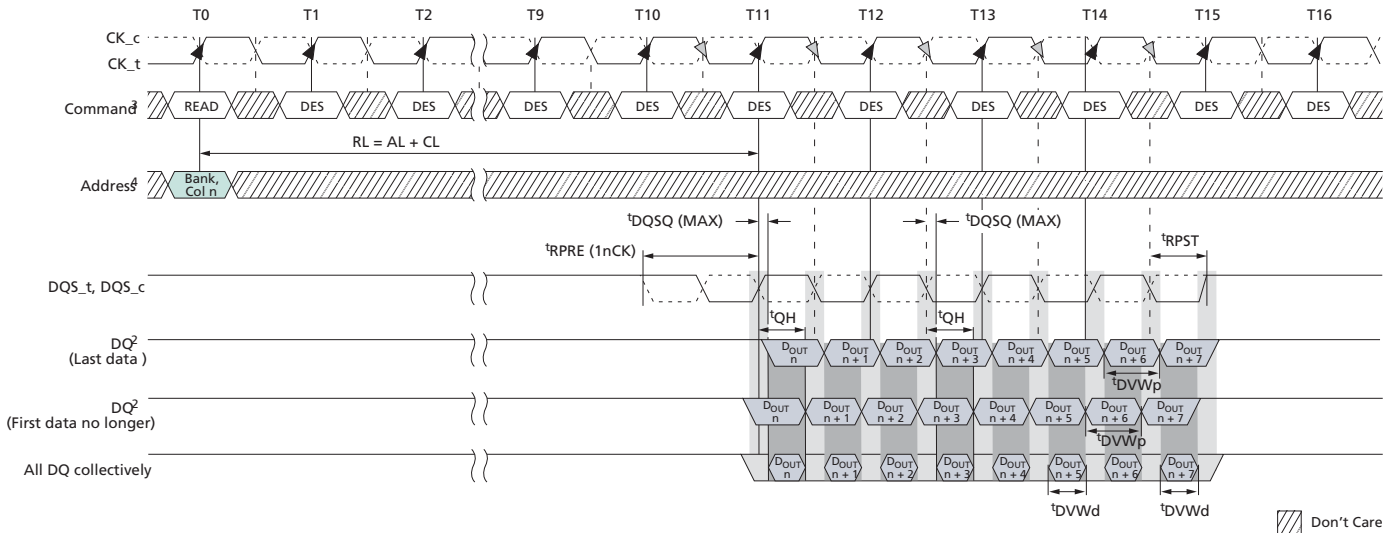 T0 T1 T2 T9 T10 T11 T12 T13 T14 T15 T16
CK_c
CK_t
Command3 READ DES DES DES DES DES DES DES DES DES DES
RL = AL + CL
Address4 Bank,
Col n
tDQSQ (MAX) tDQSQ (MAX)
tRPRE (1nCK) tRPST
DQS_t, DQS_c
tQH tQH
DQ2
(Last data )
DOUT n DOUT n + 1 DOUT n + 2 DOUT n + 3 DOUT n + 4 DOUT n + 5 DOUT n + 6 DOUT n + 7
tDVWp
DQ2
(First data no longer)
DOUT n DOUT n + 1 DOUT n + 2 DOUT n + 3 DOUT n + 4 DOUT n + 5 DOUT n + 6 DOUT n + 7
tDVWp
All DQ collectively
DOUT n DOUT n + 1 DOUT n + 2 DOUT n + 3 DOUT n + 4 DOUT n + 5 DOUT n + 6 DOUT n + 7
tDVWd tDVWd
Don't Care